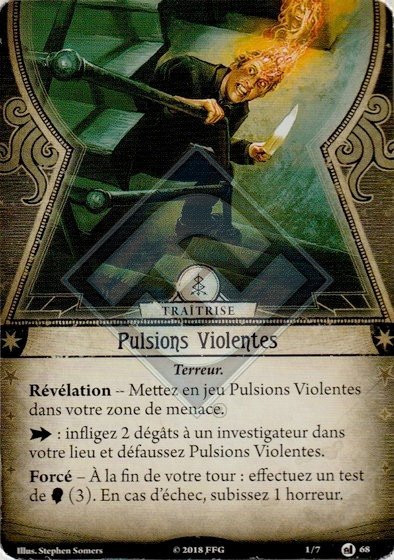 TRAÎTRISE
Pulsions Violentes
Terreur.
Révélation -- Mettez en jeu Pulsions Violentes
dans votre zone de menace.
: infligez 2 dégâts à un investigateur dans
votre lieu et défaussez Pulsions Violentes.
Forcé – À la fin de votre tour : effectuez un test
de (3). En cas d'échec, subissez 1 horreur.
Illus. Stephen Somers © 2018 FFG 1/7 68